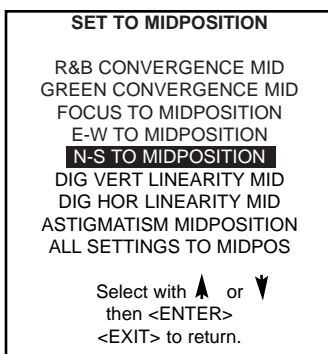 SET TO MIDPOSITION
R&B CONVERGENCE MID
GREEN CONVERGENCE MID
FOCUS TO MIDPOSITION
E-W TO MIDPOSITION
N-S TO MIDPOSITION
DIG VERT LINEARITY MID
DIG HOR LINEARITY MID
ASTIGMATISM MIDPOSITION
ALL SETTINGS TO MIDPOS
Select with or
then <ENTER>
<EXIT> to return.